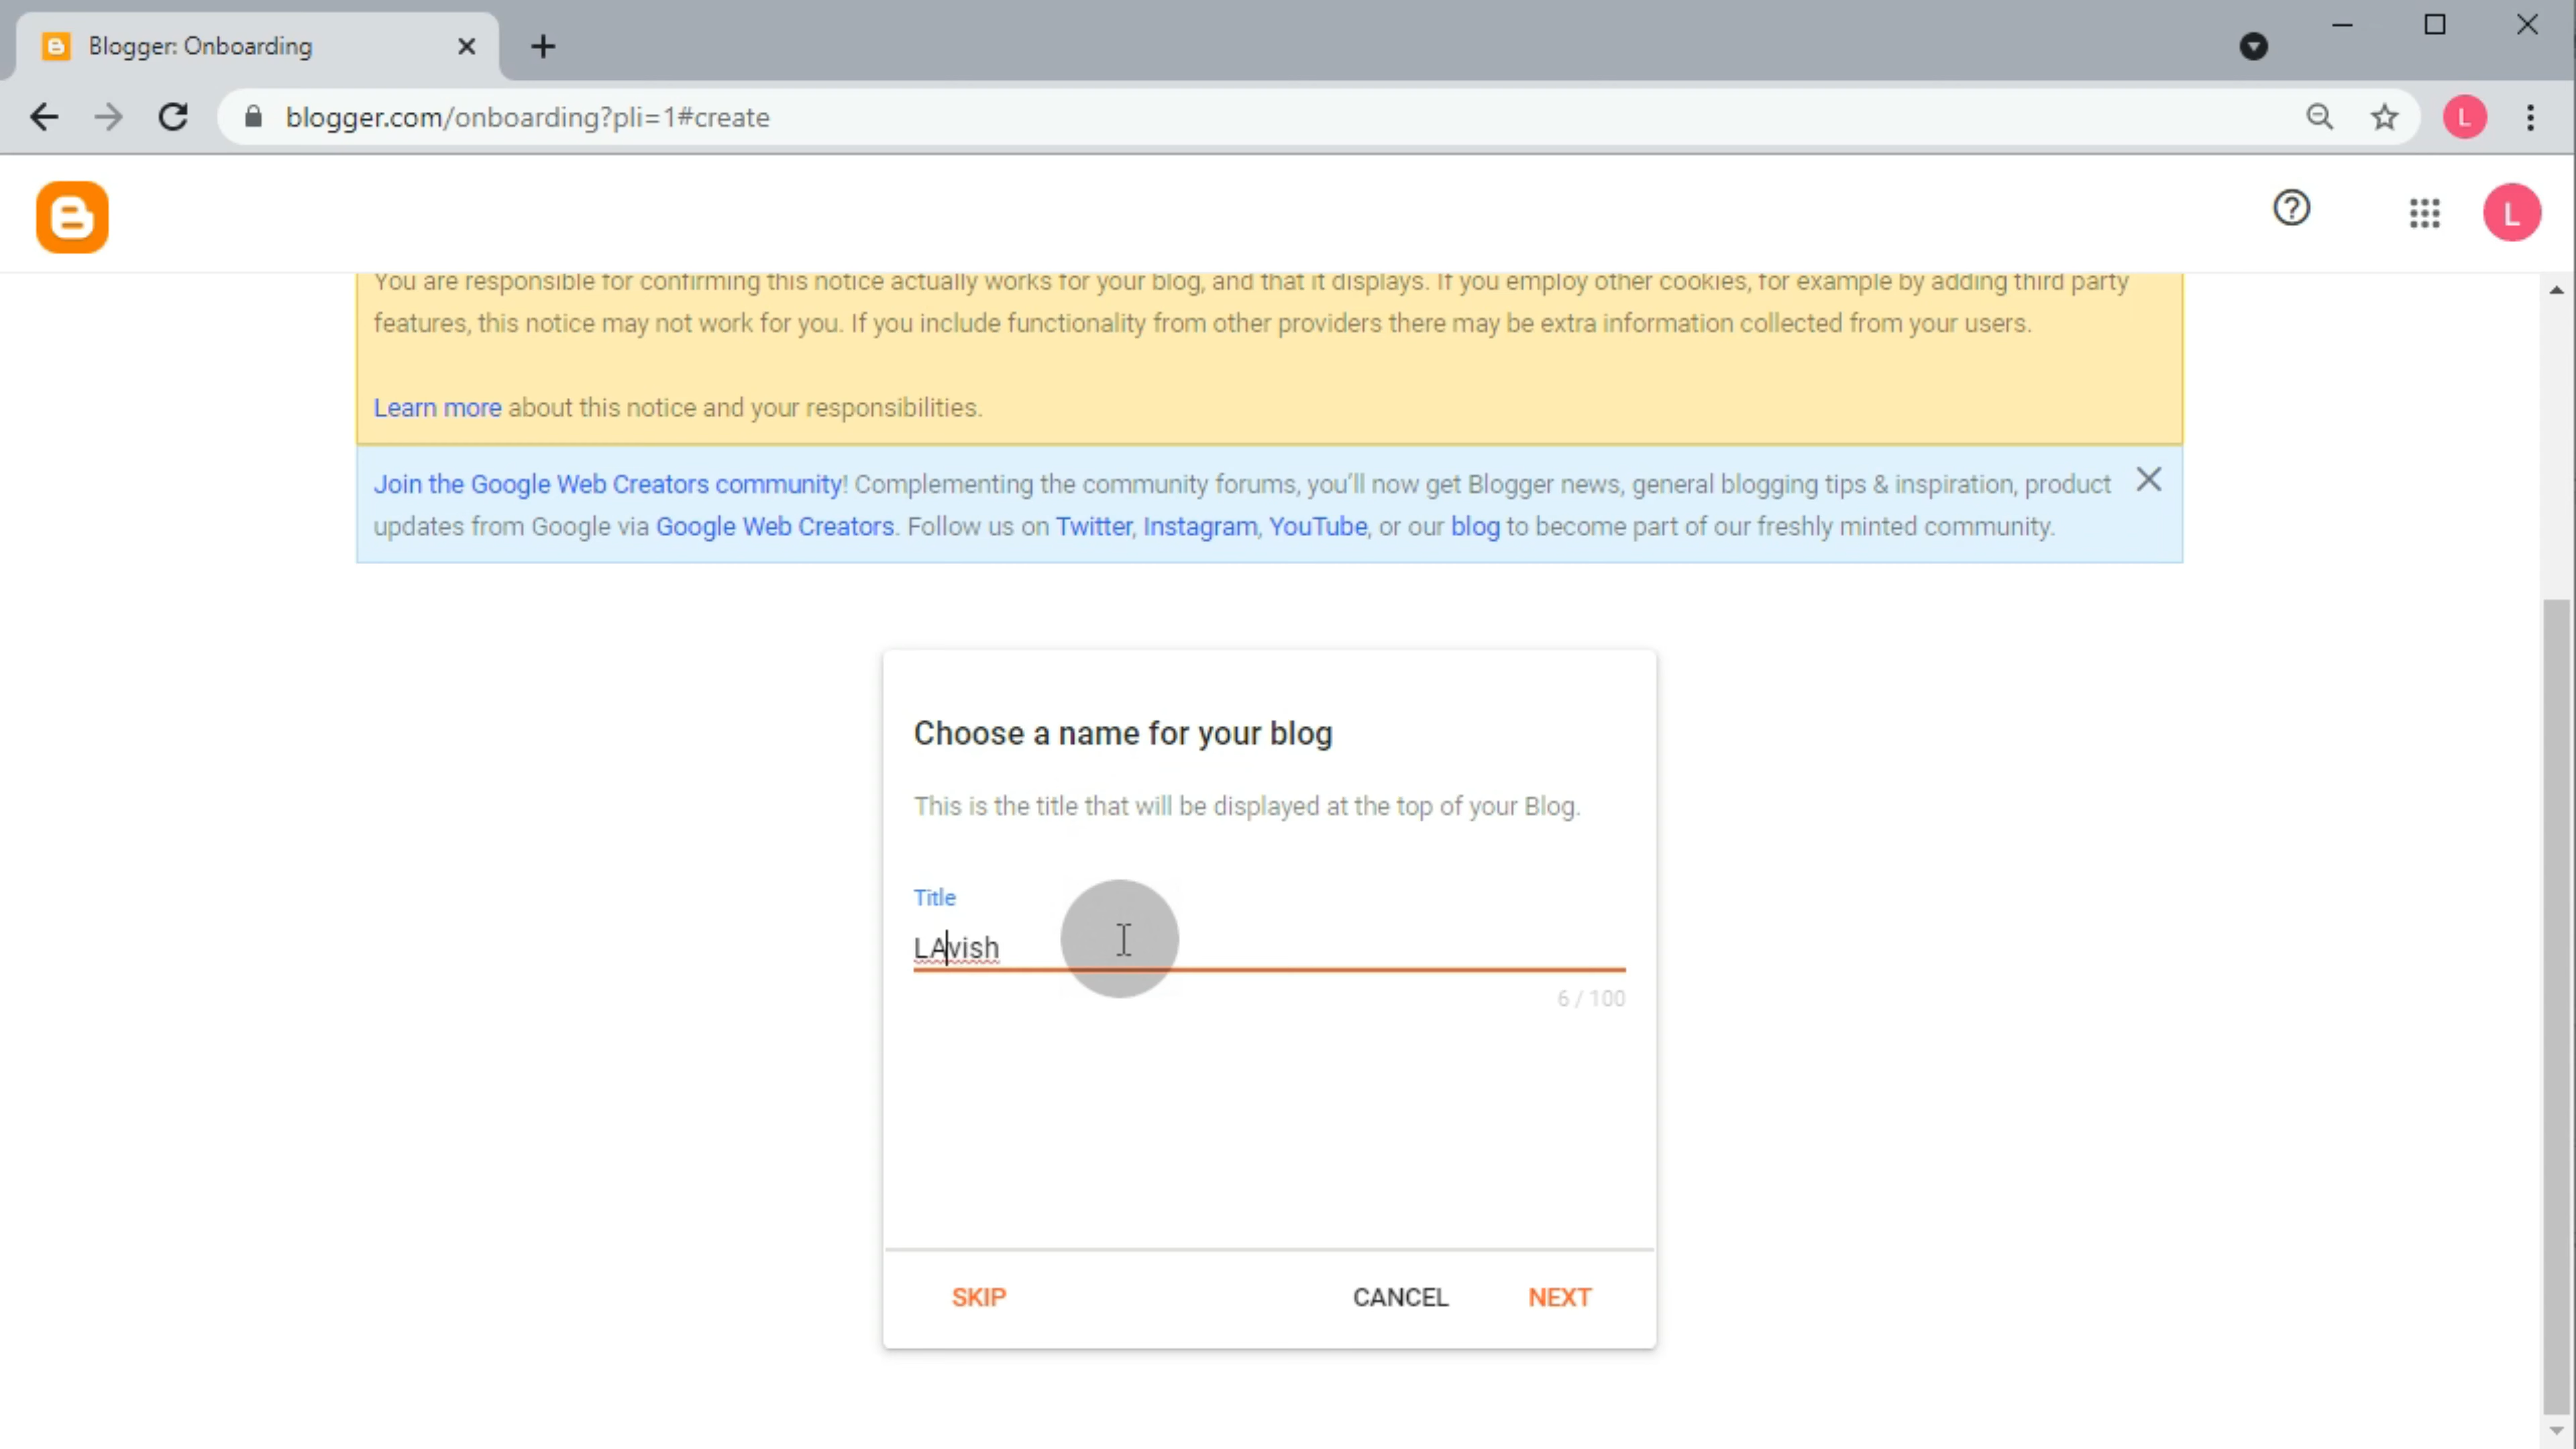 Blogger: Onboarding
blogger.com/onboarding?pli=1#create
L
L
You are responsible for confirming this notice actually works for your blog, and that it displays. If you employ other cookies, for example by adding third party
features, this notice may not work for you. If you include functionality from other providers there may be extra information collected from your users.
Learn more about this notice and your responsibilities.
Join the Google Web Creators community! Complementing the community forums, you'll now get Blogger news, general blogging tips & inspiration, product
updates from Google via Google Web Creators. Follow us on Twitter, Instagram, YouTube, or our blog to become part of our freshly minted community.
Choose a name for your blog
This is the title that will be displayed at the top of your Blog.
Title
LAvish
6 / 100
SKIP CANCEL NEXT